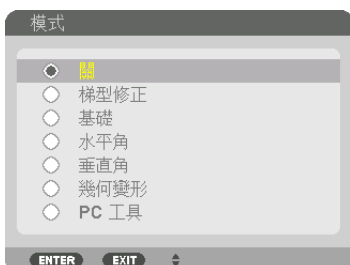 模式
關
梯型修正
基礎
水平角
垂直角
幾何變形
PC 工具
ENTER EXIT